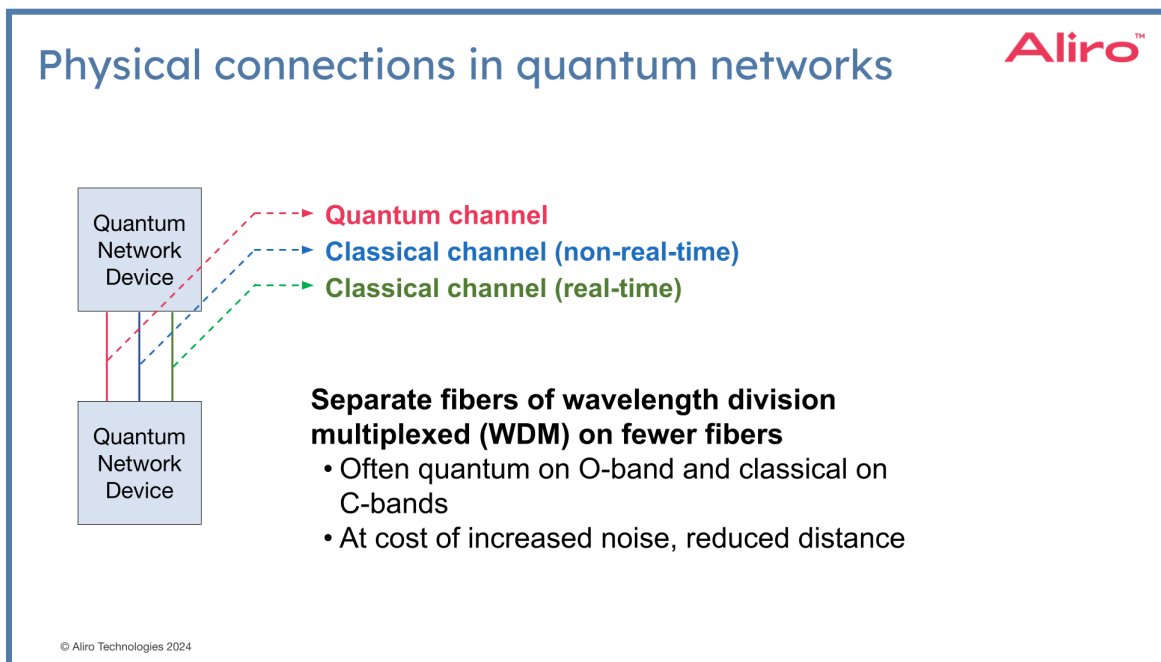 Physical connections in quantum networks
Aliro™
Quantum
Network
Device
Quantum channel
Classical channel (non-real-time)
Classical channel (real-time)
Quantum
Network
Device
Separate fibers of wavelength division
multiplexed (WDM) on fewer fibers
• Often quantum on O-band and classical on
C-bands
• At cost of increased noise, reduced distance
© Aliro Technologies 2024